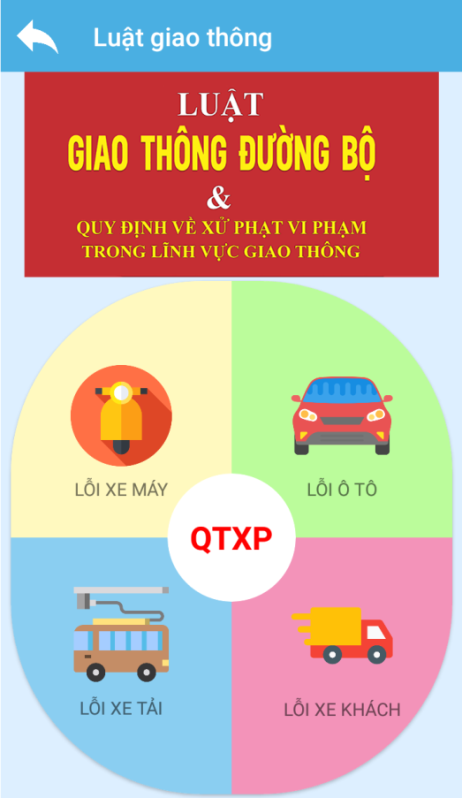 Luật giao thông
LUẬT
GIAO THÔNG ĐƯỜNG BỘ
&
QUY ĐỊNH VỀ XỬ PHẠT VI PHẠM
TRONG LĨNH VỰC GIAO THÔNG
LỖI XE MÁY
LỖI Ô TÔ
QTXP
LỖI XE TẢI
LỖI XE KHÁCH